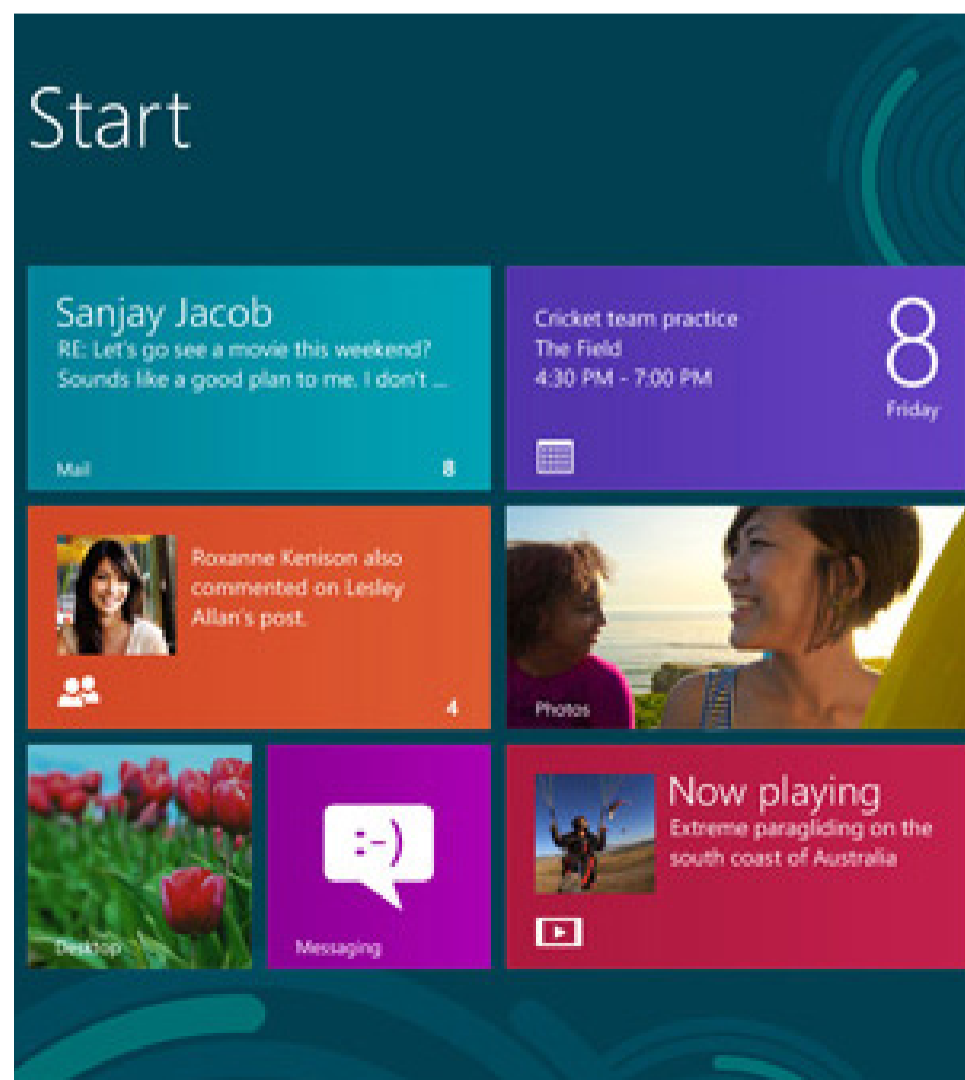 Start
Sanjay Jacob
RE: Let's go see a movie this weekend?
Sounds like a good plan to me. I don't ...
Mail
8
Cricket team practice
The Field
4:30 PM - 7:00 PM
8
Friday
Roxanne Kenison also
commented on Lesley
Allan's post.
4
Photos
Desktop
:-)
Messaging
Now playing
Extreme paragliding on the
south coast of Australia